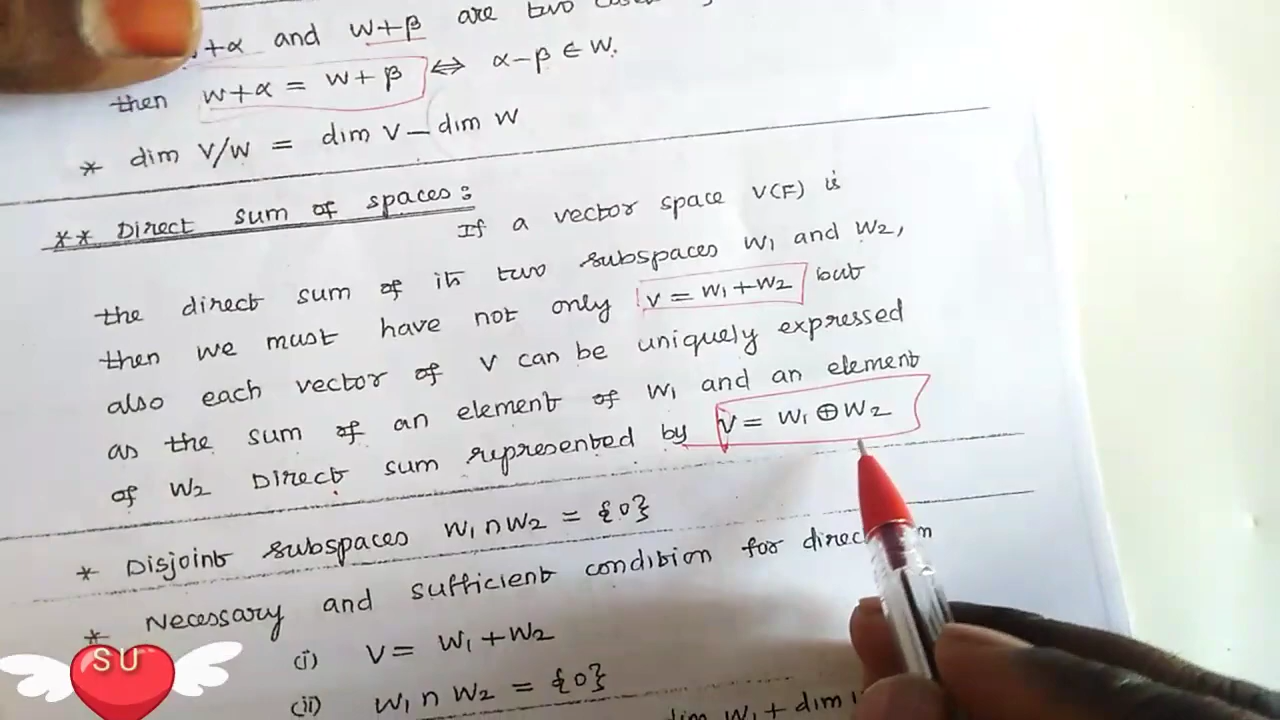 W+α and W+β are two
then W+α = W+β ⇔ α-β ∈ W.
* dim V/W = dim V - dim W
** Direct sum of spaces:
If a vector space V(F) is
the direct sum of its two subspaces W1 and W2,
then we must have not only V = W1+W2 but
also each vector of V can be uniquely expressed
as the sum of an element of W1 and an element
of W2 Direct sum represented by V = W1 ⊕ W2
* Disjoint subspaces W1 ∩ W2 = {0}
* Necessary and sufficient condition for direct
(i) V = W1 + W2
(ii) W1 ∩ W2 = {0}
dim W1 + dim
SU